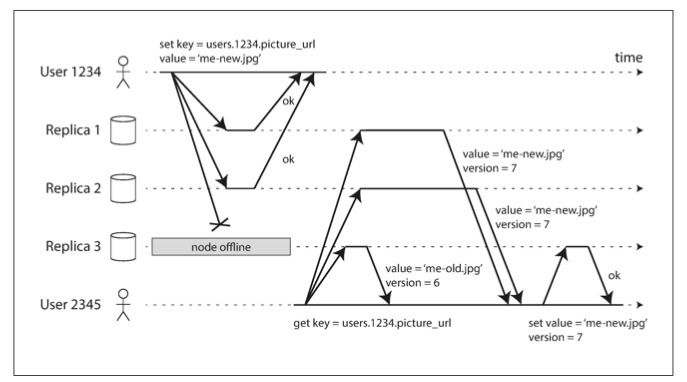 set key = users.1234.picture_url
value = 'me-new.jpg'
time
User 1234
ok
Replica 1
ok
value = 'me-new.jpg'
version = 7
Replica 2
value = 'me-new.jpg'
version = 7
Replica 3
node offline
value = 'me-old.jpg'
version = 6
ok
User 2345
get key = users.1234.picture_url
set value = 'me-new.jpg'
version = 7